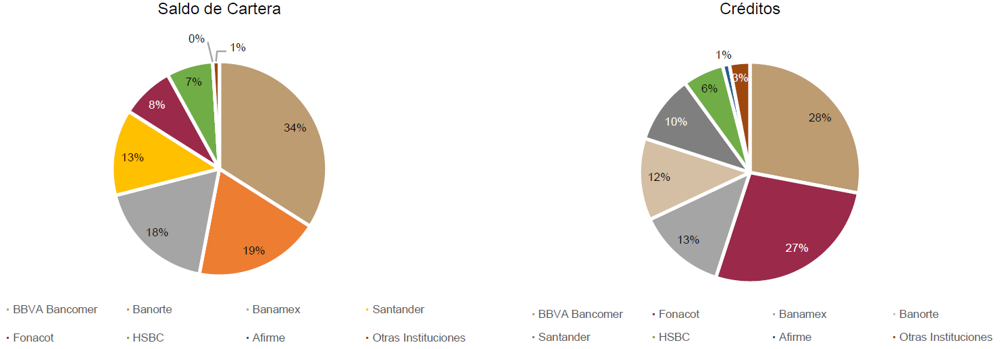 Saldo de Cartera
0%
1%
7%
8%
34%
13%
18%
19%
BBVA Bancomer Banorte Banamex Santander
Fonacot HSBC Afirme Otras Instituciones
Créditos
1%
3%
6%
28%
10%
12%
13%
27%
BBVA Bancomer Fonacot Banamex Banorte
Santander HSBC Afirme Otras Instituciones